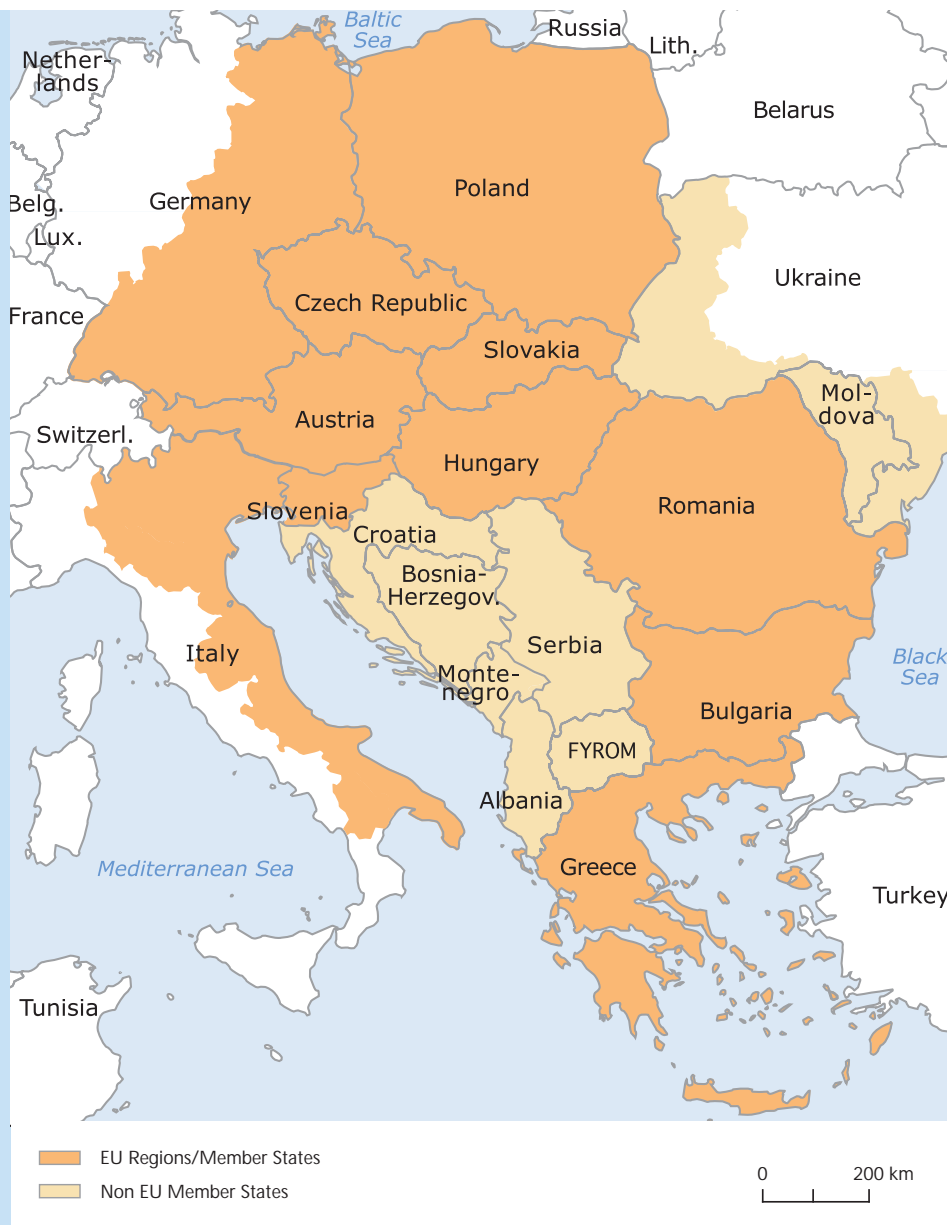 Baltic
Sea
Russia
Lith.
Nether-
lands
Belarus
Belg.
Germany
Poland
Lux.
Ukraine
France
Czech Republic
Slovakia
Mol-
dova
Austria
Switzerl.
Hungary
Romania
Slovenia
Croatia
Bosnia-
Herzegov.
Italy
Serbia
Black
Sea
Monte-
negro
Bulgaria
FYROM
Albania
Mediterranean Sea
Greece
Turkey
Tunisia
EU Regions/Member States
Non EU Member States
0 200 km